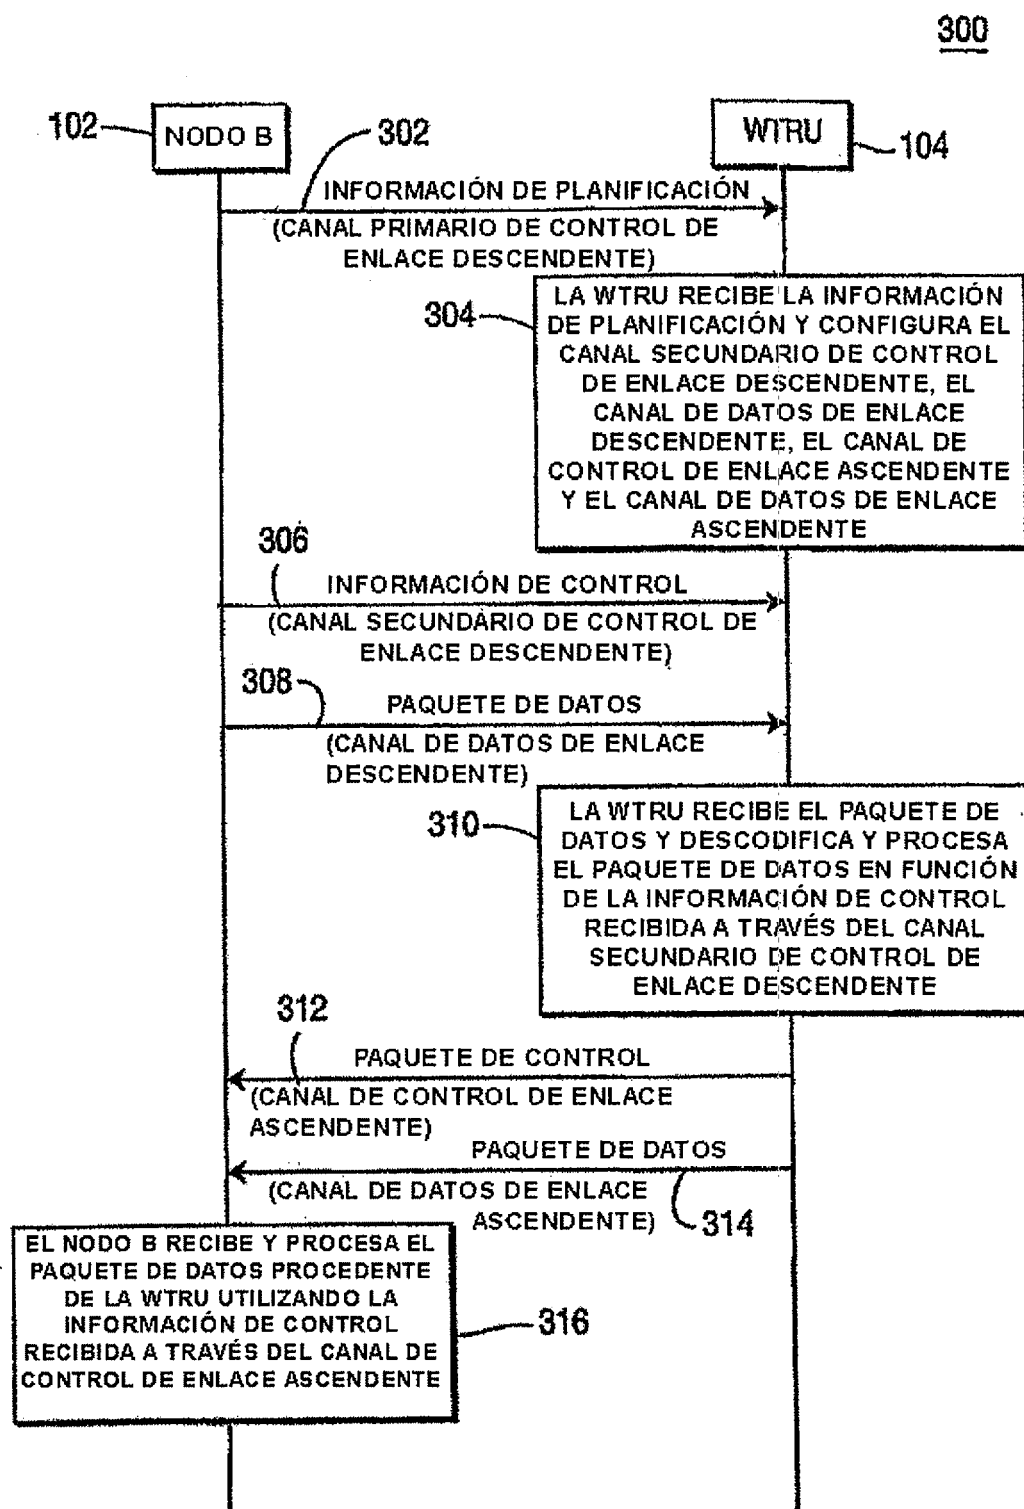 300
102
NODO B
302
WTRU
104
INFORMACIÓN DE PLANIFICACIÓN
(CANAL PRIMARIO DE CONTROL DE
ENLACE DESCENDENTE)
304
LA WTRU RECIBE LA INFORMACIÓN
DE PLANIFICACIÓN Y CONFIGURA EL
CANAL SECUNDARIO DE CONTROL
DE ENLACE DESCENDENTE, EL
CANAL DE DATOS DE ENLACE
DESCENDENTE, EL CANAL DE
CONTROL DE ENLACE ASCENDENTE
Y EL CANAL DE DATOS DE ENLACE
ASCENDENTE
306
INFORMACIÓN DE CONTROL
(CANAL SECUNDARIO DE CONTROL DE
ENLACE DESCENDENTE)
308
PAQUETE DE DATOS
(CANAL DE DATOS DE ENLACE
DESCENDENTE)
310
LA WTRU RECIBE EL PAQUETE DE
DATOS Y DESCODIFICA Y PROCESA
EL PAQUETE DE DATOS EN FUNCIÓN
DE LA INFORMACIÓN DE CONTROL
RECIBIDA A TRAVÉS DEL CANAL
SECUNDARIO DE CONTROL DE
ENLACE DESCENDENTE
312
PAQUETE DE CONTROL
(CANAL DE CONTROL DE ENLACE
ASCENDENTE)
PAQUETE DE DATOS
(CANAL DE DATOS DE ENLACE
ASCENDENTE)
314
EL NODO B RECIBE Y PROCESA EL
PAQUETE DE DATOS PROCEDENTE
DE LA WTRU UTILIZANDO LA
INFORMACIÓN DE CONTROL
RECIBIDA A TRAVÉS DEL CANAL DE
CONTROL DE ENLACE ASCENDENTE
316